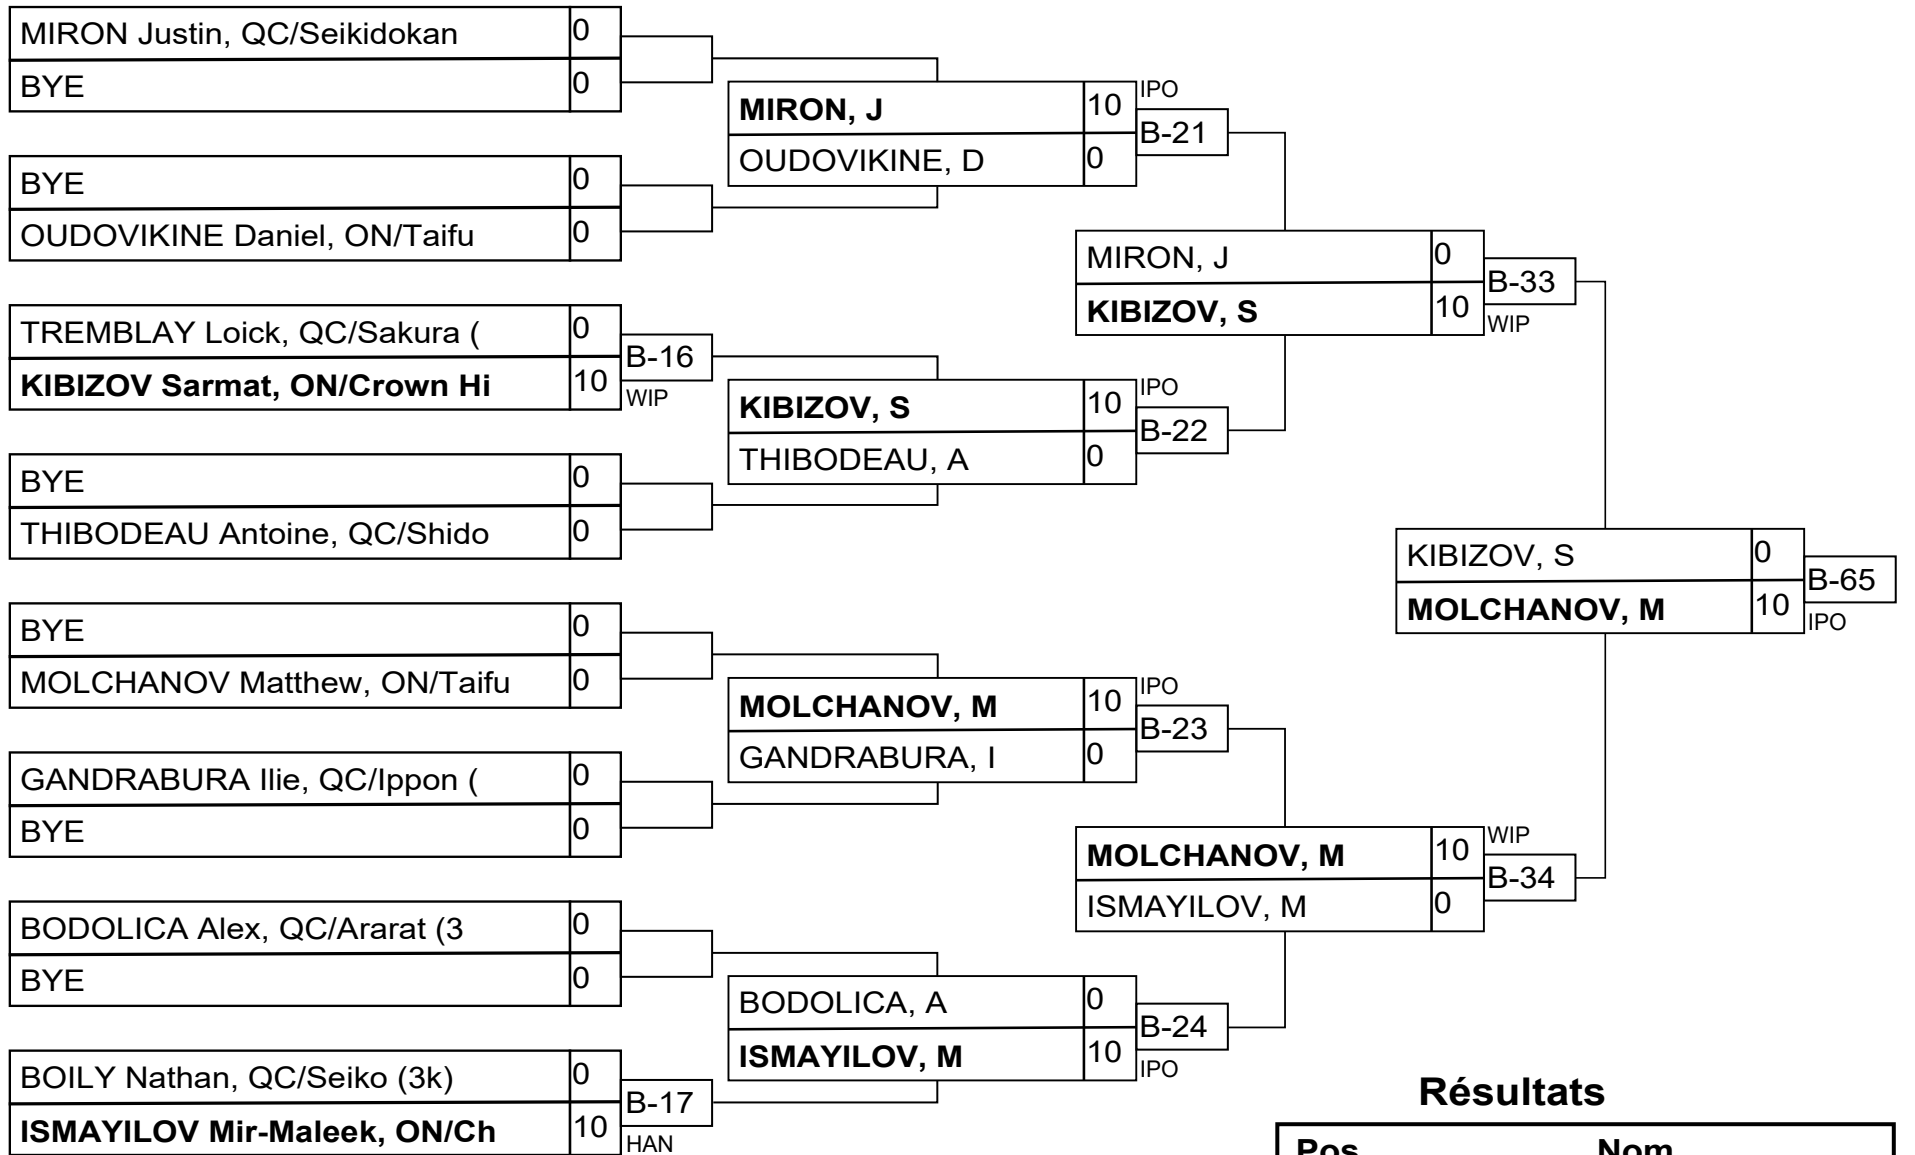 MIRON Justin, QC/Seikidokan 0
BYE 0
BYE 0
OUDOVIKINE Daniel, ON/Taifu 0
TREMBLAY Loick, QC/Sakura ( 0
KIBIZOV Sarmat, ON/Crown Hi 10
B-16
WIP
BYE 0
THIBODEAU Antoine, QC/Shido 0
BYE 0
MOLCHANOV Matthew, ON/Taifu 0
GANDRABURA Ilie, QC/Ippon ( 0
BYE 0
BODOLICA Alex, QC/Ararat (3 0
BYE 0
BOILY Nathan, QC/Seiko (3k) 0
ISMAYILOV Mir-Maleek, ON/Ch 10
B-17
HAN
MIRON, J 10
OUDOVIKINE, D 0
IPO
B-21
KIBIZOV, S 10
THIBODEAU, A 0
IPO
B-22
MOLCHANOV, M 10
GANDRABURA, I 0
IPO
B-23
BODOLICA, A 0
ISMAYILOV, M 10
B-24
IPO
MIRON, J 0
KIBIZOV, S 10
B-33
WIP
MOLCHANOV, M 10
ISMAYILOV, M 0
WIP
B-34
KIBIZOV, S 0
MOLCHANOV, M 10
B-65
IPO
Résultats
Pos Nom